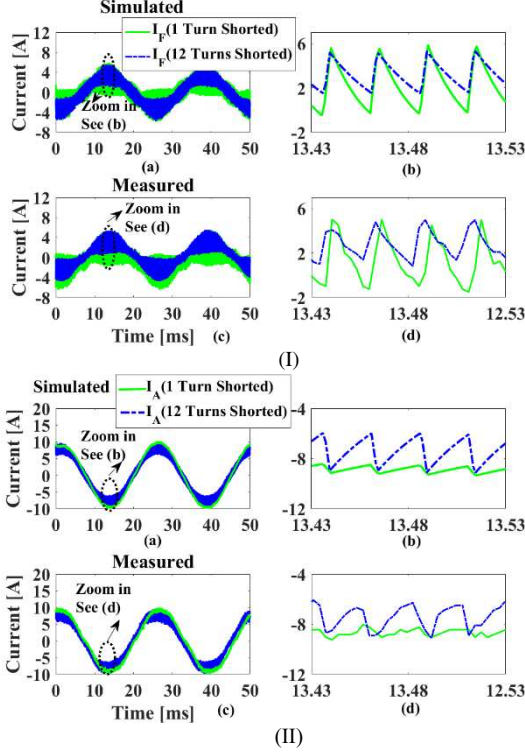 Simulated
I_F(1 Turn Shorted)
I_F(12 Turns Shorted)
Current [A]
12
8
4
0
-4
-8
Zoom in
See (b)
0 10 20 30 40 50
(a)
6
2
-2
13.43 13.48 13.53
(b)
Measured
Current [A]
12
8
4
0
-4
-8
Zoom in
See (d)
0 10 20 30 40 50
Time [ms]
(c)
6
2
-2
13.43 13.48 13.53
(d)
(I)
Simulated
I_A(1 Turn Shorted)
I_A(12 Turns Shorted)
Current [A]
20
15
10
5
0
-5
-10
Zoom in
See (b)
0 10 20 30 40 50
(a)
-4
-8
-12
13.43 13.48 12.53
(b)
Measured
Current [A]
20
15
10
5
0
-5
-10
Zoom in
See (d)
0 10 20 30 40 50
Time [ms]
(c)
-4
-8
-12
13.43 13.48 12.53
(d)
(II)